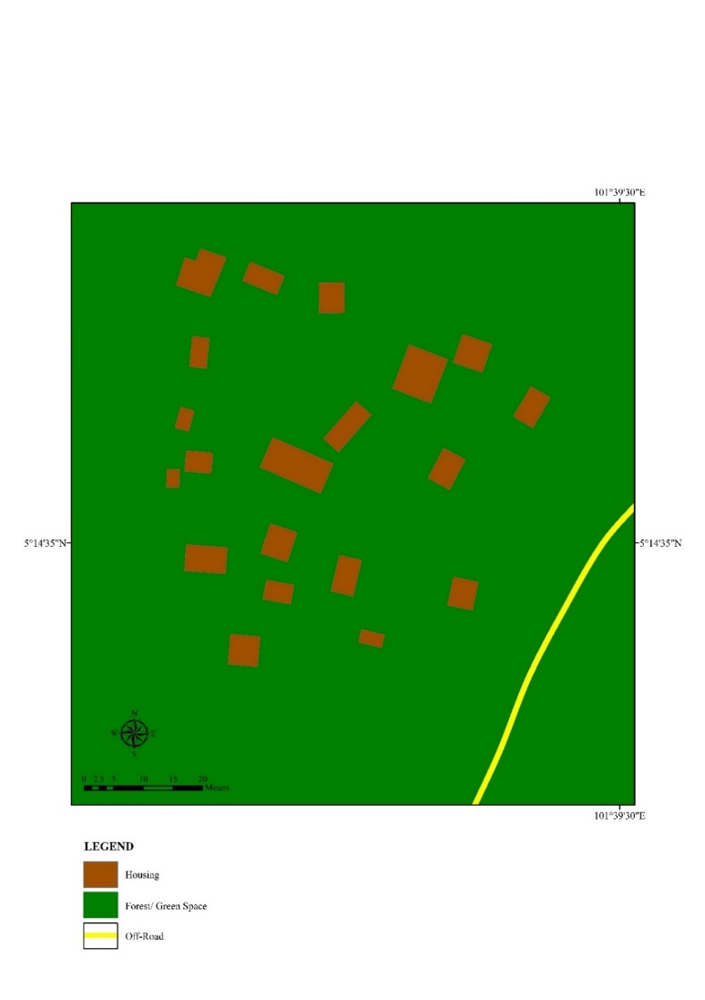 101°39'30"E
5°14'35"N
5°14'35"N
N
W E
S
0 2.5 5 10 15 20
Meters
101°39'30"E
LEGEND
Housing
Forest/ Green Space
Off-Road